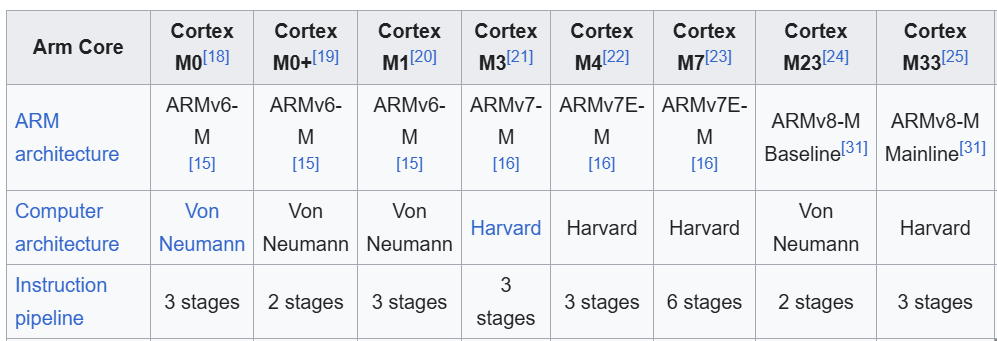 Arm Core
Cortex
M0[18]
Cortex
M0+[19]
Cortex
M1[20]
Cortex
M3[21]
Cortex
M4[22]
Cortex
M7[23]
Cortex
M23[24]
Cortex
M33[25]
ARM
architecture
ARMv6-
M
[15]
ARMv6-
M
[15]
ARMv6-
M
[15]
ARMv7-
M
[16]
ARMv7E-
M
[16]
ARMv7E-
M
[16]
ARMv8-M
Baseline[31]
ARMv8-M
Mainline[31]
Computer
architecture
Von
Neumann
Von
Neumann
Von
Neumann
Harvard
Harvard
Harvard
Von
Neumann
Harvard
Instruction
pipeline
3 stages
2 stages
3 stages
3
stages
3 stages
6 stages
2 stages
3 stages